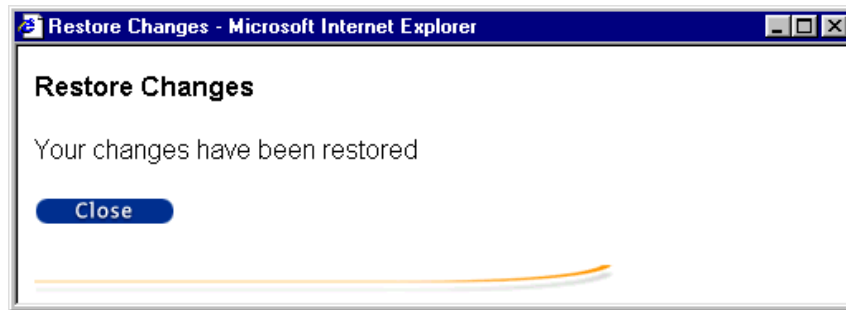 Restore Changes - Microsoft Internet Explorer
Restore Changes
Your changes have been restored
Close